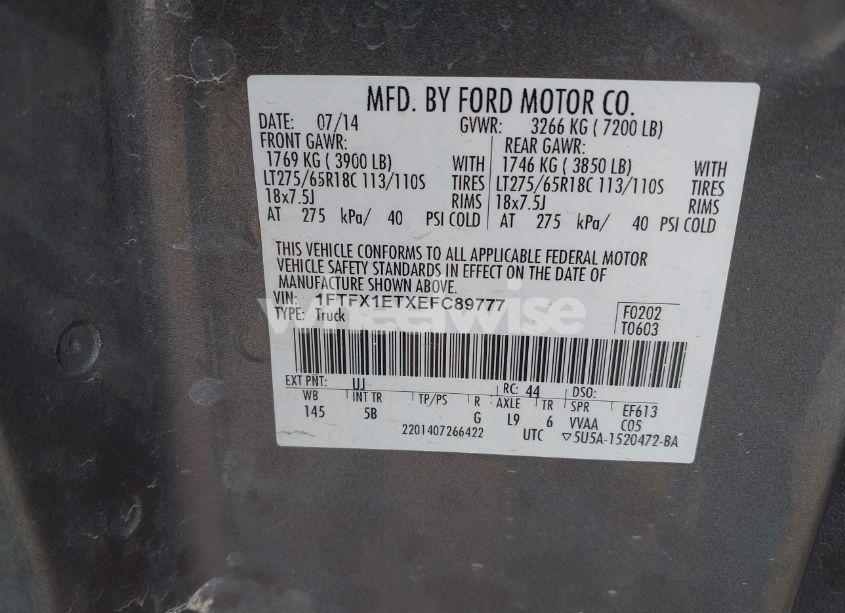 MFD. BY FORD MOTOR CO.
DATE: 07/14 GVWR: 3266 KG ( 7200 LB)
FRONT GAWR: REAR GAWR:
1769 KG ( 3900 LB) WITH 1746 KG ( 3850 LB) WITH
LT275/65R18C 113/110S TIRES LT275/65R18C 113/110S TIRES
18x7.5J RIMS 18x7.5J RIMS
AT 275 kPa/ 40 PSI COLD AT 275 kPa/ 40 PSI COLD
THIS VEHICLE CONFORMS TO ALL APPLICABLE FEDERAL MOTOR
VEHICLE SAFETY STANDARDS IN EFFECT ON THE DATE OF
MANUFACTURE SHOWN ABOVE.
VIN: 1FTFX1ETXEFC89777 F0202
TYPE: Truck T0603
wheelwise
EXT PNT: UJ RC: 44 DSO:
WB INT TR TP/PS R AXLE TR SPR EF613
145 5B G L9 6 VVAA C05
2201407266422 UTC ▽5U5A-1520472-BA